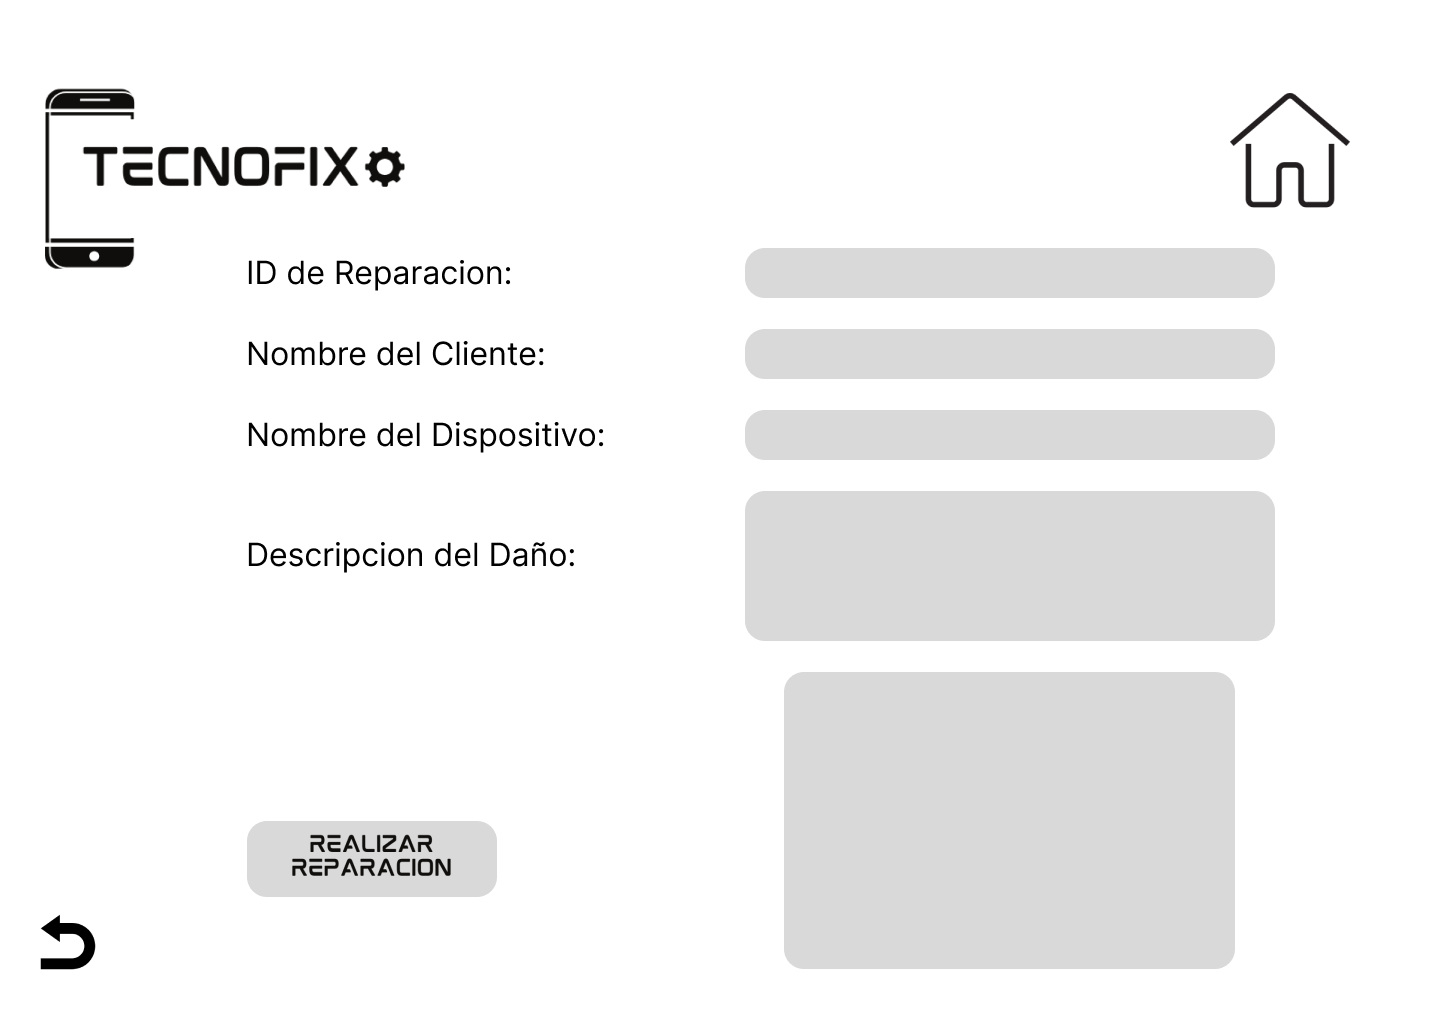 TECNOFIX
ID de Reparacion:
Nombre del Cliente:
Nombre del Dispositivo:
Descripcion del Daño:
REALIZAR
REPARACION